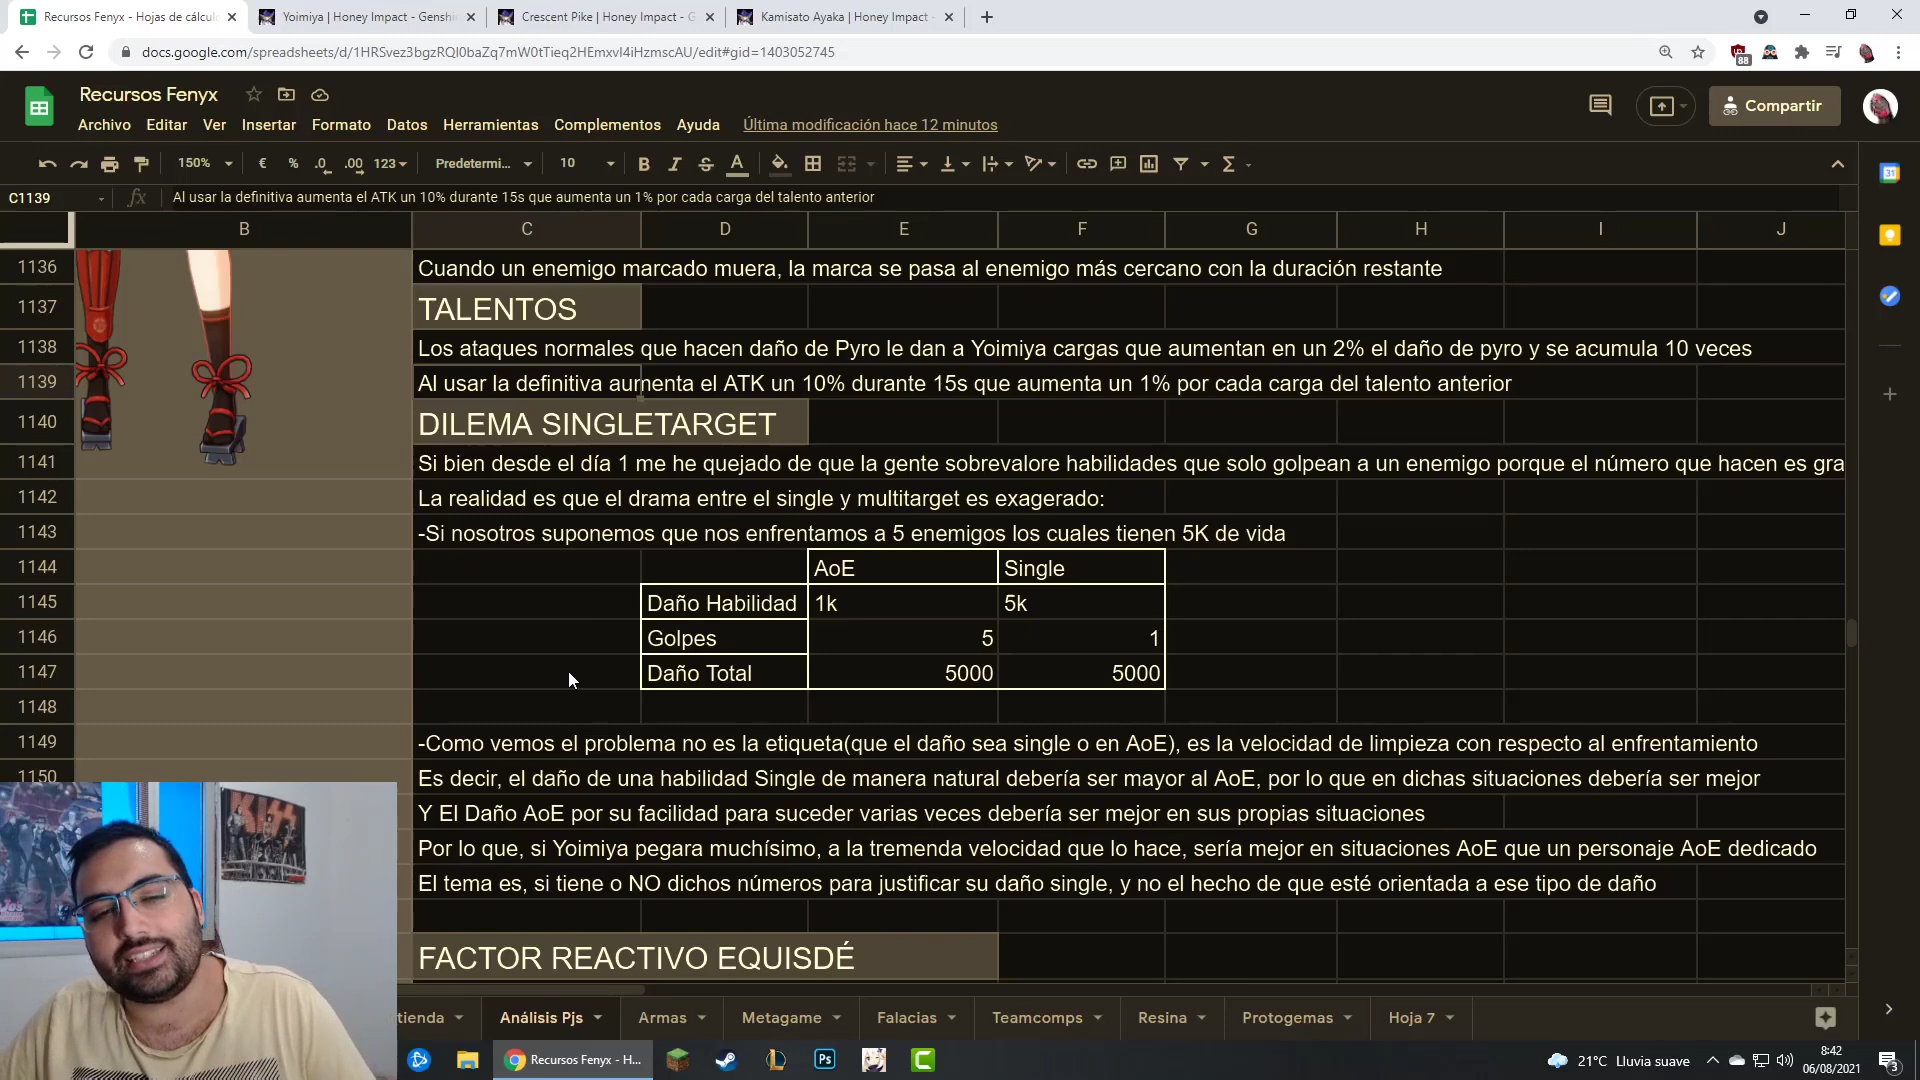 Recursos Fenyx - Hojas de cálcul
Yoimiya | Honey Impact - Genshi
Crescent Pike | Honey Impact - G
Kamisato Ayaka | Honey Impact -
docs.google.com/spreadsheets/d/1HRSvez3bgzRQI0baZq7mW0tTieq2HEmxvl4iHzmscAU/edit#gid=1403052745
88
Recursos Fenyx
Compartir
Archivo Editar Ver Insertar Formato Datos Herramientas Complementos Ayuda Última modificación hace 12 minutos
150% € % .0 .00 123 Predetermi... 10 B I S A
C1139 fx Al usar la definitiva aumenta el ATK un 10% durante 15s que aumenta un 1% por cada carga del talento anterior
31
B C D E F G H I J
1136 Cuando un enemigo marcado muera, la marca se pasa al enemigo más cercano con la duración restante
1137 TALENTOS
1138 Los ataques normales que hacen daño de Pyro le dan a Yoimiya cargas que aumentan en un 2% el daño de pyro y se acumula 10 veces
1139 Al usar la definitiva aumenta el ATK un 10% durante 15s que aumenta un 1% por cada carga del talento anterior
1140 DILEMA SINGLETARGET
1141 Si bien desde el día 1 me he quejado de que la gente sobrevalore habilidades que solo golpean a un enemigo porque el número que hacen es gra
1142 La realidad es que el drama entre el single y multitarget es exagerado:
1143 -Si nosotros suponemos que nos enfrentamos a 5 enemigos los cuales tienen 5K de vida
1144 AoE Single
1145 Daño Habilidad 1k 5k
1146 Golpes 5 1
1147 Daño Total 5000 5000
1148
1149 -Como vemos el problema no es la etiqueta(que el daño sea single o en AoE), es la velocidad de limpieza con respecto al enfrentamiento
1150 Es decir, el daño de una habilidad Single de manera natural debería ser mayor al AoE, por lo que en dichas situaciones debería ser mejor
Y El Daño AoE por su facilidad para suceder varias veces debería ser mejor en sus propias situaciones
Por lo que, si Yoimiya pegara muchísimo, a la tremenda velocidad que lo hace, sería mejor en situaciones AoE que un personaje AoE dedicado
El tema es, si tiene o NO dichos números para justificar su daño single, y no el hecho de que esté orientada a ese tipo de daño
FACTOR REACTIVO EQUISDÉ
KISS
tienda Análisis Pjs Armas Metagame Falacias Teamcomps Resina Protogemas Hoja 7
Recursos Fenyx - H...
Ps
21°C Lluvia suave
8:42
06/08/2021
3